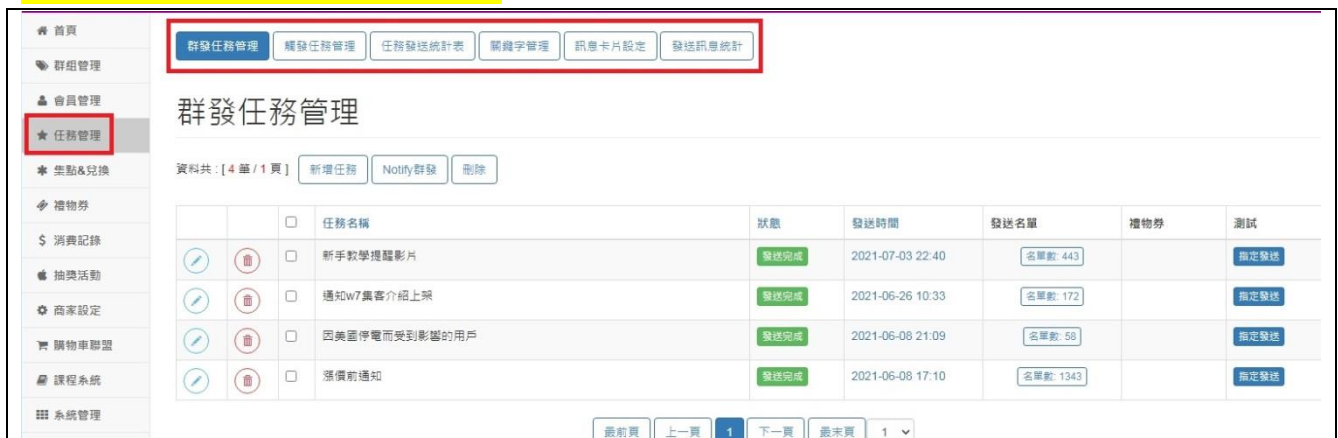 首頁
群組管理
會員管理
任務管理
集點&兌換
禮物券
消費記錄
抽獎活動
商家設定
購物車聯盟
課程系統
系統管理
群發任務管理 觸發任務管理 任務發送統計表 關鍵字管理 訊息卡片設定 發送訊息統計
群發任務管理
資料共 : [ 4 筆 / 1 頁 ] 新增任務 Notify群發 刪除
任務名稱 狀態 發送時間 發送名單 禮物券 測試
新手教學提醒影片 發送完成 2021-07-03 22:40 名單數: 443 指定發送
通知w7集客介紹上架 發送完成 2021-06-26 10:33 名單數: 172 指定發送
因美國停電而受到影響的用戶 發送完成 2021-06-08 21:09 名單數: 58 指定發送
漲價前通知 發送完成 2021-06-08 17:10 名單數: 1343 指定發送
最前頁 上一頁 1 下一頁 最末頁 1